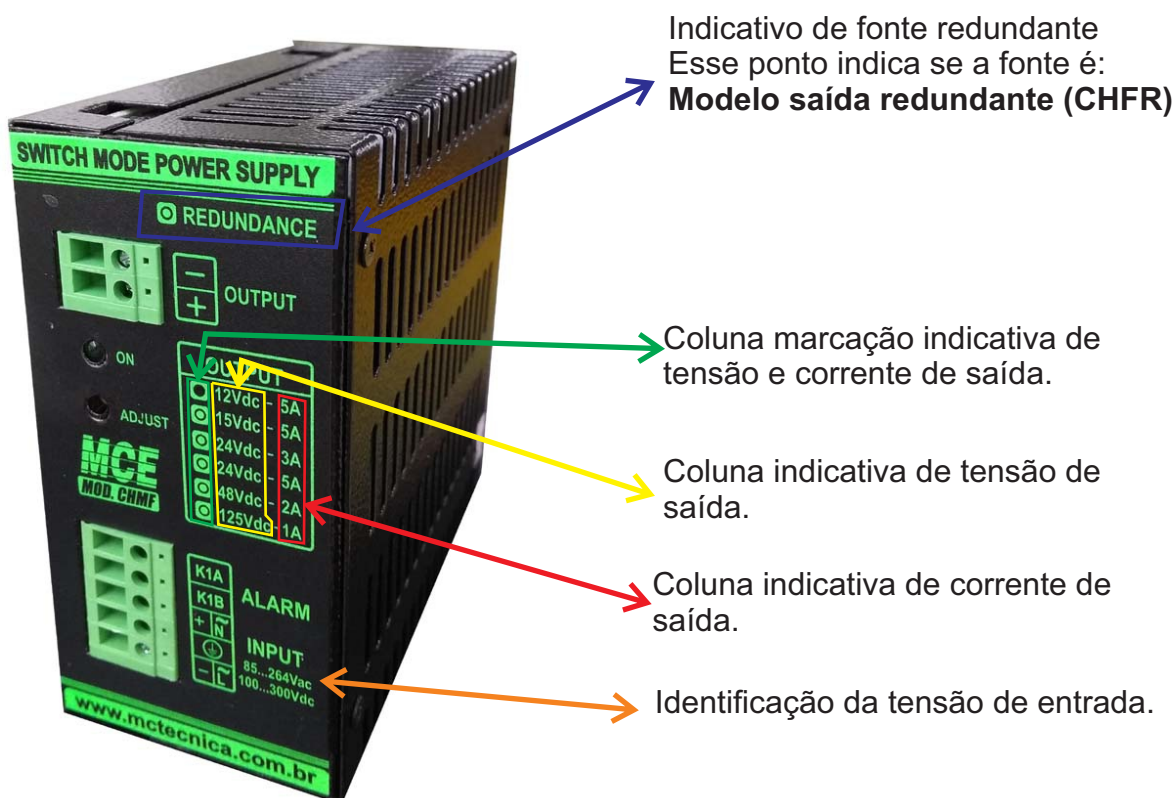 Indicativo de fonte redundante
Esse ponto indica se a fonte é:
Modelo saída redundante (CHFR)
SWITCH MODE POWER SUPPLY
REDUNDANCE
-
+
OUTPUT
ON
ADJUST
MCE
MOD. CHMF
OUTPUT
12Vdc - 5A
15Vdc - 5A
24Vdc - 3A
24Vdc - 5A
48Vdc - 2A
125Vdc - 1A
Coluna marcação indicativa de
tensão e corrente de saída.
Coluna indicativa de tensão de
saída.
Coluna indicativa de corrente de
saída.
K1A
K1B
ALARM
+ Ñ
- L̃
INPUT
85...264Vac
100...300Vdc
Identificação da tensão de entrada.
www.mctecnica.com.br